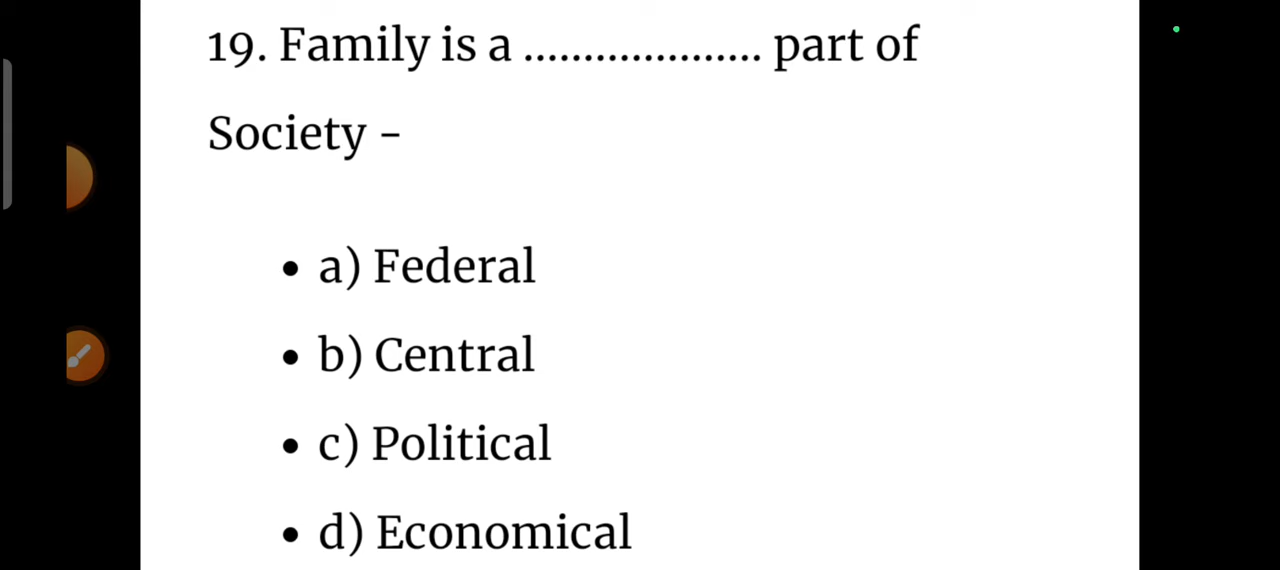 19. Family is a .................... part of
Society -
• a) Federal
• b) Central
• c) Political
• d) Economical